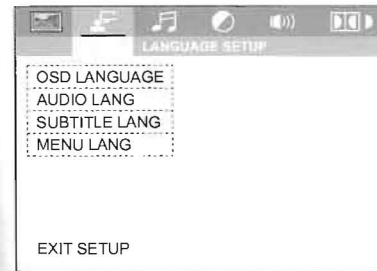 LANGUAGE SETUP
OSD LANGUAGE
AUDIO LANG
SUBTITLE LANG
MENU LANG
EXIT SETUP